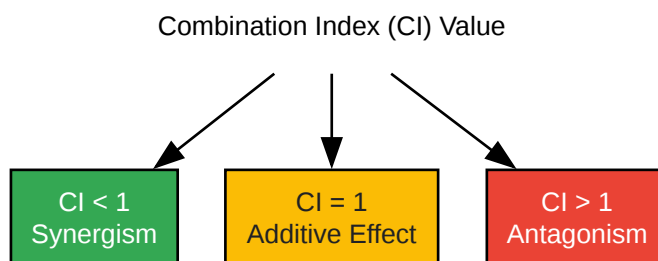 Combination Index (CI) Value
CI < 1
Synergism
CI = 1
Additive Effect
CI > 1
Antagonism